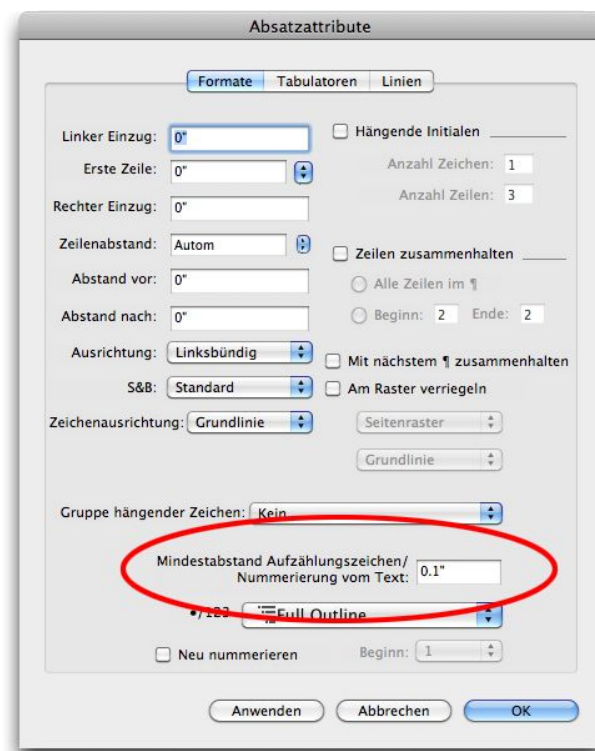 Absatzattribute
Formate Tabulatoren Linien
Linker Einzug: 0"
Erste Zeile: 0"
Rechter Einzug: 0"
Zeilenabstand: Autom
Abstand vor: 0"
Abstand nach: 0"
Ausrichtung: Linksbündig
S&B: Standard
Zeichenausrichtung: Grundlinie
Hängende Initialen
Anzahl Zeichen: 1
Anzahl Zeilen: 3
Zeilen zusammenhalten
Alle Zeilen im ¶
Beginn: 2 Ende: 2
Mit nächstem ¶ zusammenhalten
Am Raster verriegeln
Seitenraster
Grundlinie
Gruppe hängender Zeichen: Kein
Mindestabstand Aufzählungszeichen/
Nummerierung vom Text: 0.1"
•/123 Full Outline
Neu nummerieren Beginn: 1
Anwenden Abbrechen OK